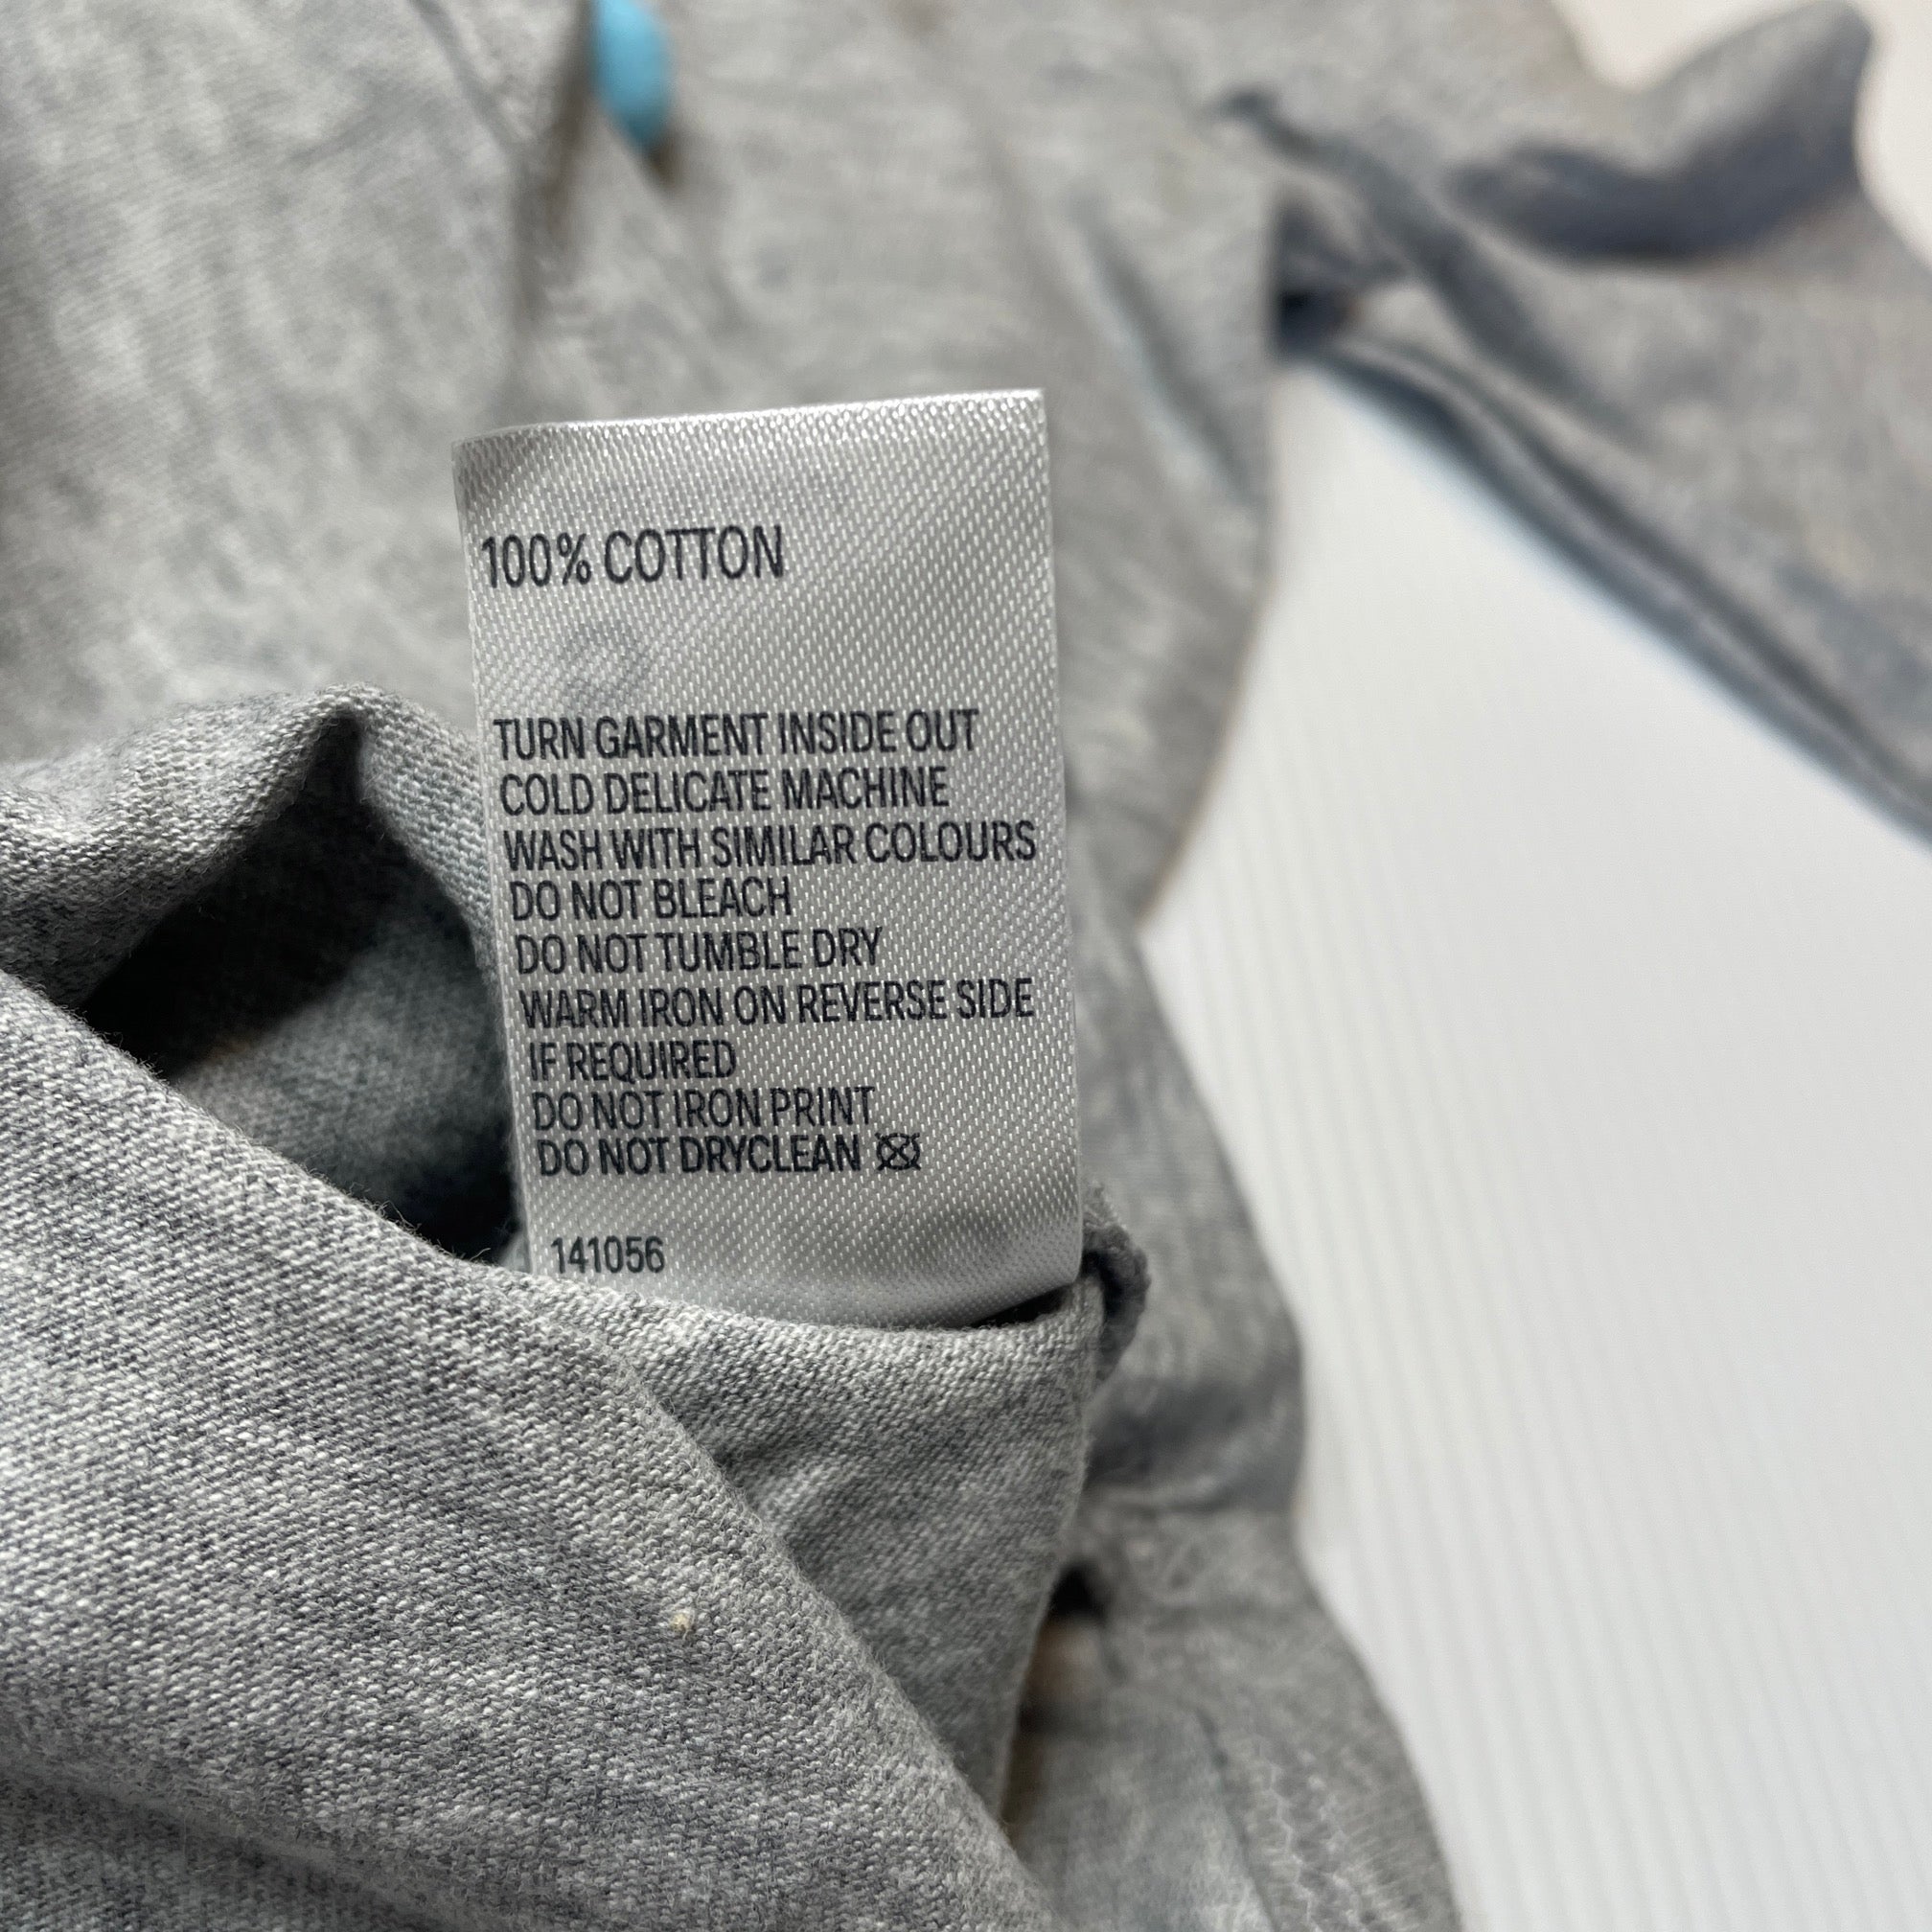 100% COTTON
TURN GARMENT INSIDE OUT
COLD DELICATE MACHINE
WASH WITH SIMILAR COLOURS
DO NOT BLEACH
DO NOT TUMBLE DRY
WARM IRON ON REVERSE SIDE
IF REQUIRED
DO NOT IRON PRINT
DO NOT DRYCLEAN
141056